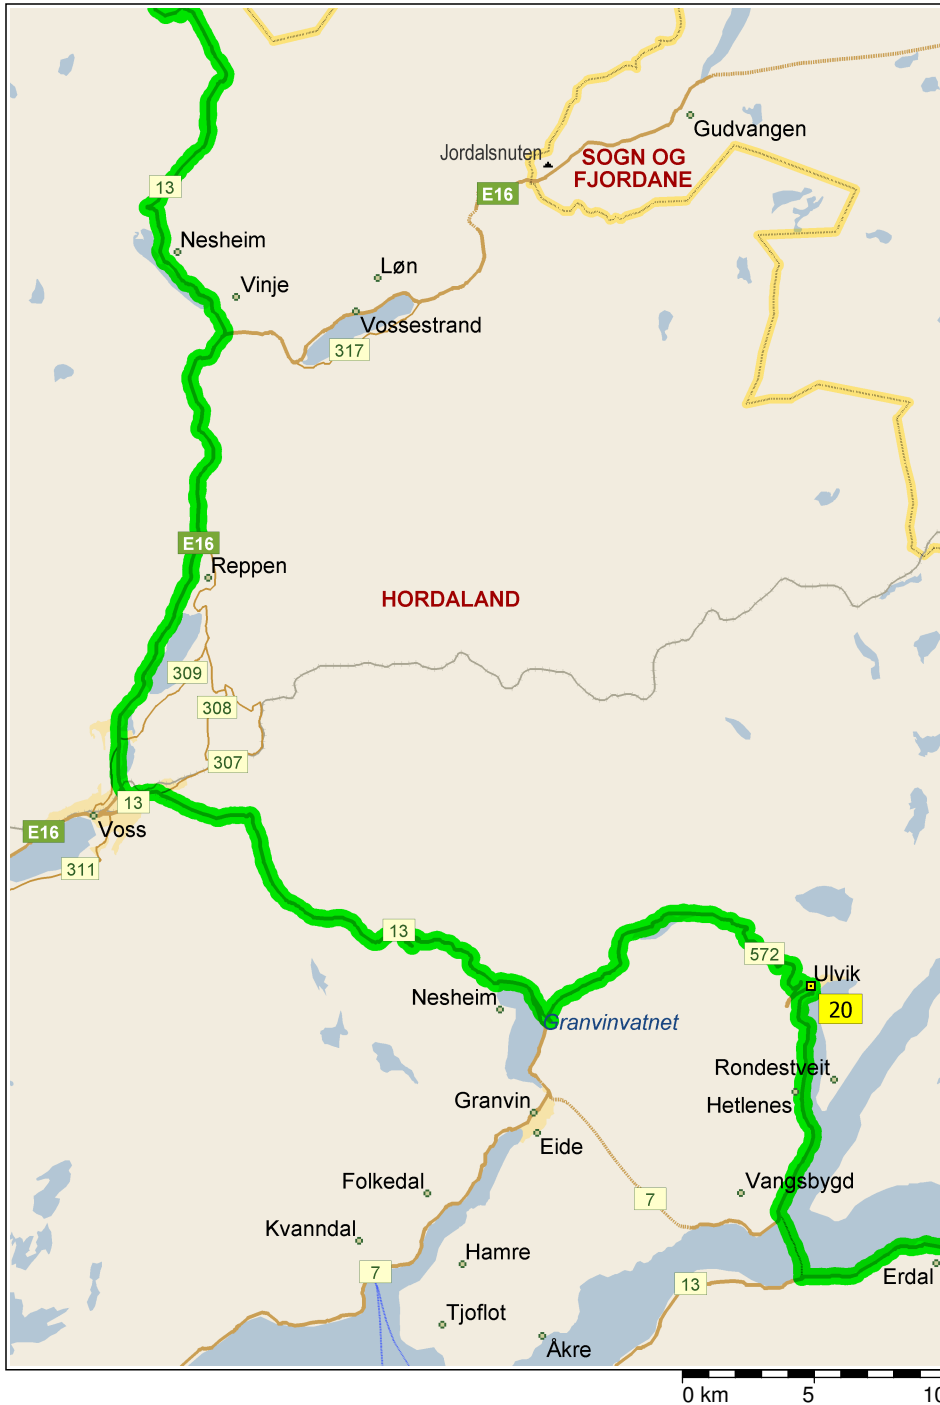 Gudvangen
Jordalsnuten
SOGN OG
FJORDANE
13
E16
Nesheim
Løn
Vinje
Vossestrand
317
E16
Reppen
HORDALAND
309
308
307
13
E16
Voss
311
13
572
Ulvik
Nesheim
20
Granvinvatnet
Rondestveit
Granvin
Hetlenes
Eide
Folkedal
Vangsbygd
7
Kvanndal
Hamre
7
13
Erdal
Tjoflot
Åkre
0 km
5
10